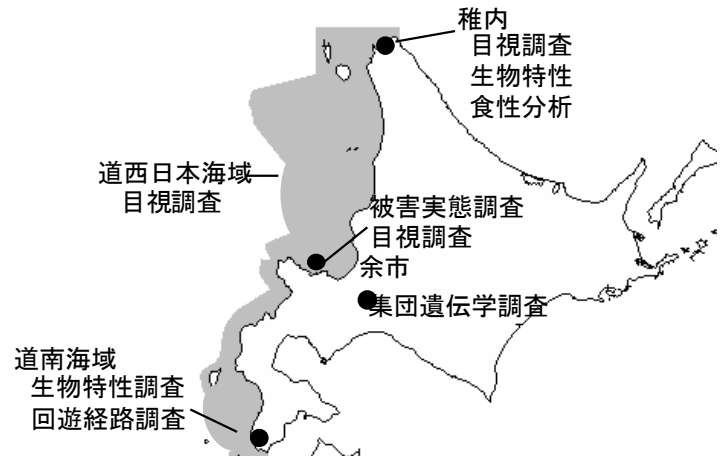 稚内
目視調査
生物特性
食性分析
道西日本海域
目視調査
被害実態調査
目視調査
余市
集団遺伝学調査
道南海域
生物特性調査
回遊経路調査